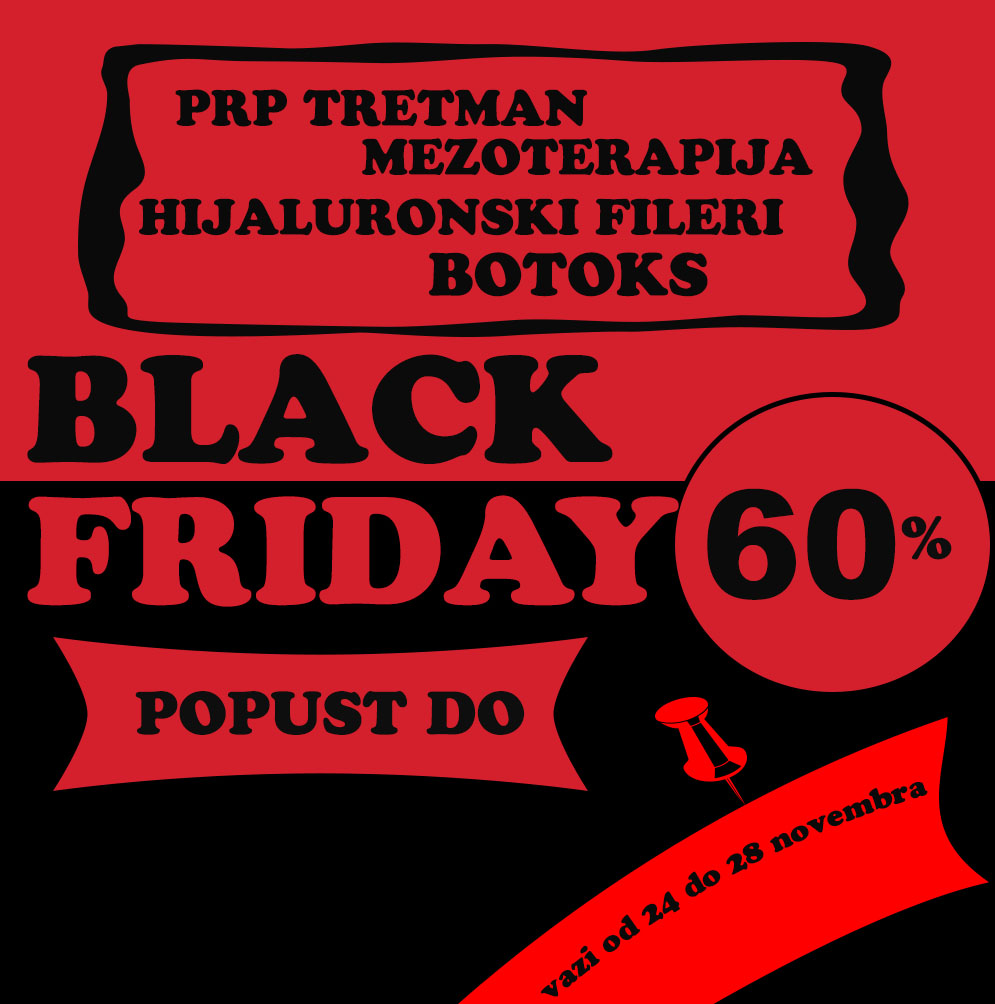 PRP TRETMAN
MEZOTERAPIJA
HIJALURONSKI FILERI
BOTOKS
BLACK
FRIDAY
60%
POPUST DO
vazi od 24 do 28 novembra